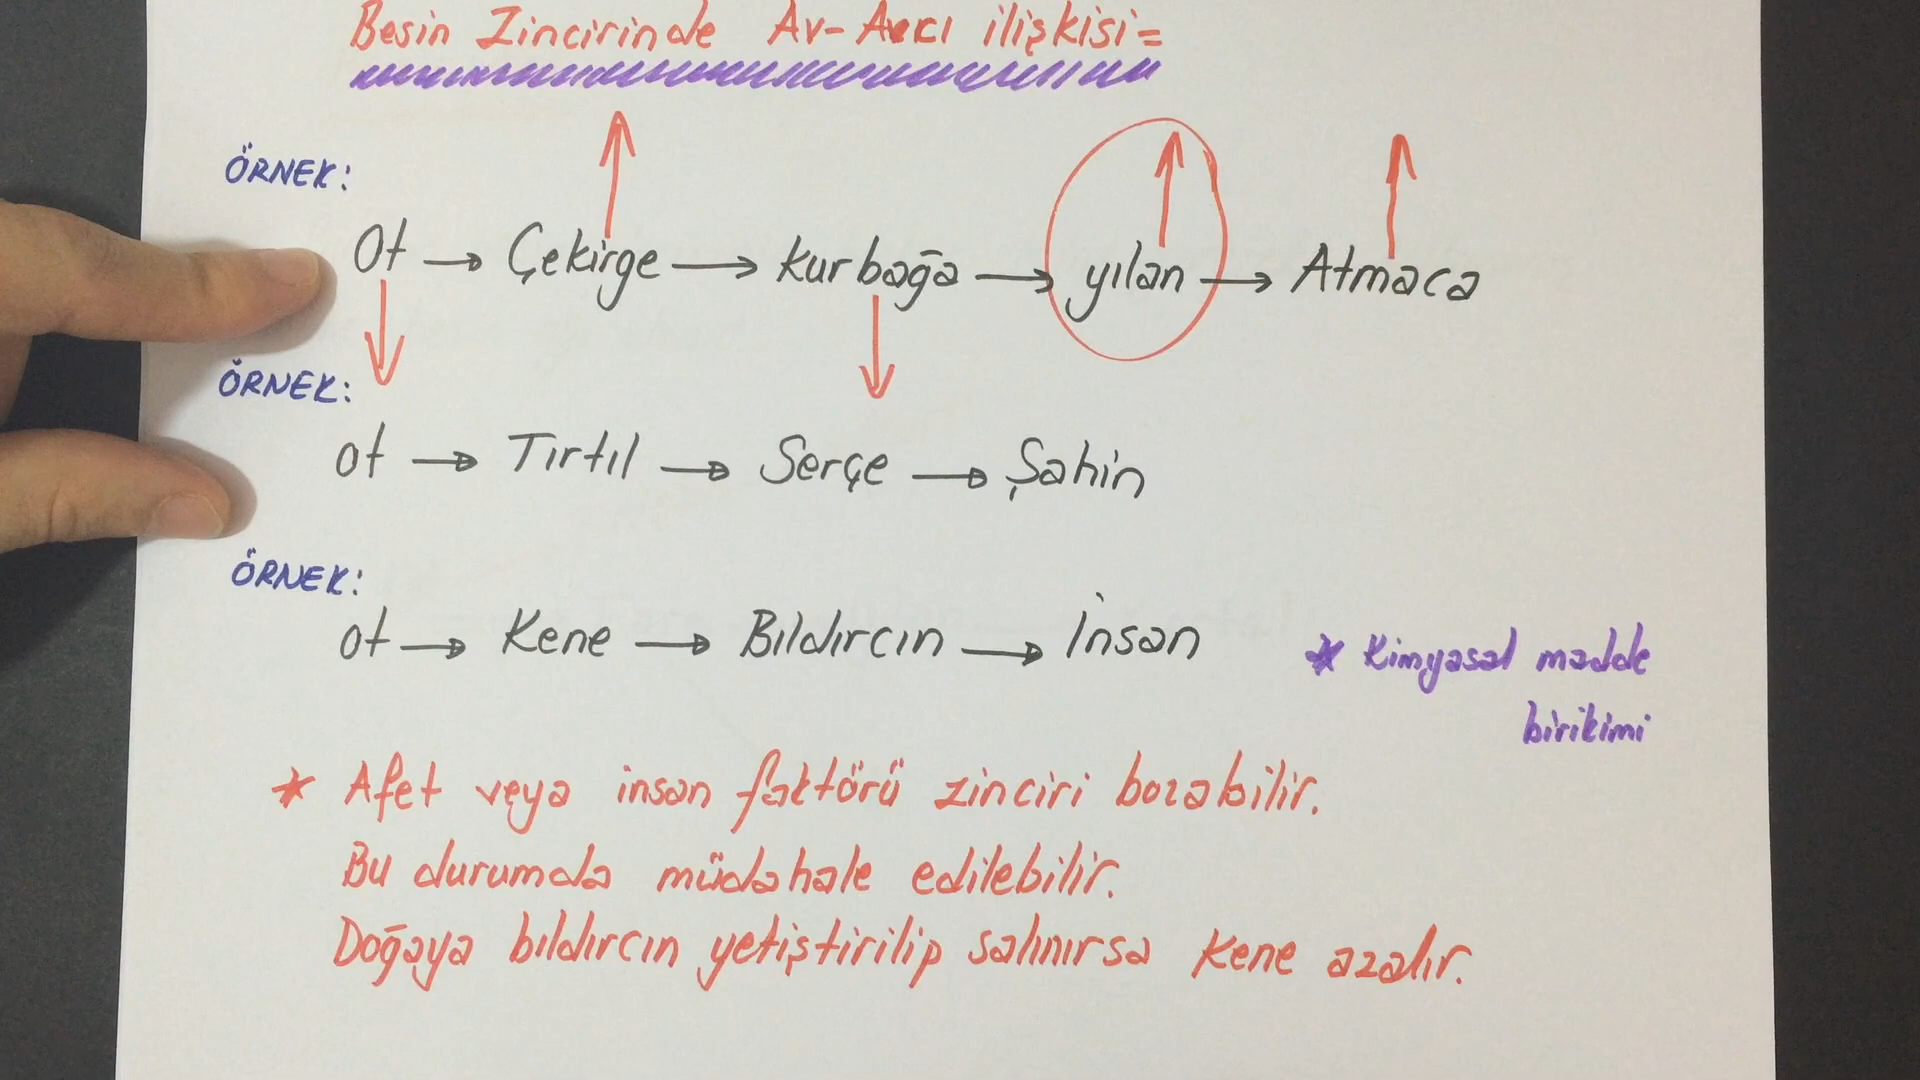 Besin Zincirinde Av-Avcı ilişkisi=
ÖRNEK:
Ot → Çekirge → kurbağa → yılan → Atmaca
ÖRNEK:
ot → Tırtıl → Serçe → Şahin
ÖRNEK:
ot → Kene → Bıldırcın → İnsan
* Kimyasal madde
birikimi
* Afet veya insan faktörü zinciri bozabilir.
Bu durumda müdahale edilebilir.
Doğaya bıldırcın yetiştirilip salınırsa Kene azalır.